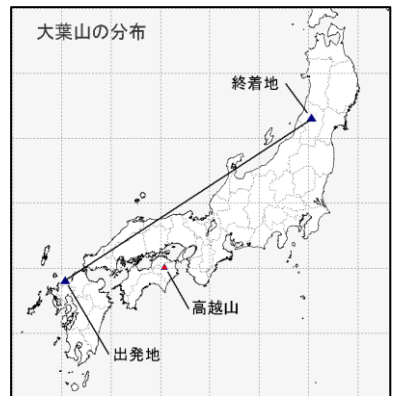 大葉山の分布
終着地
高越山
出発地